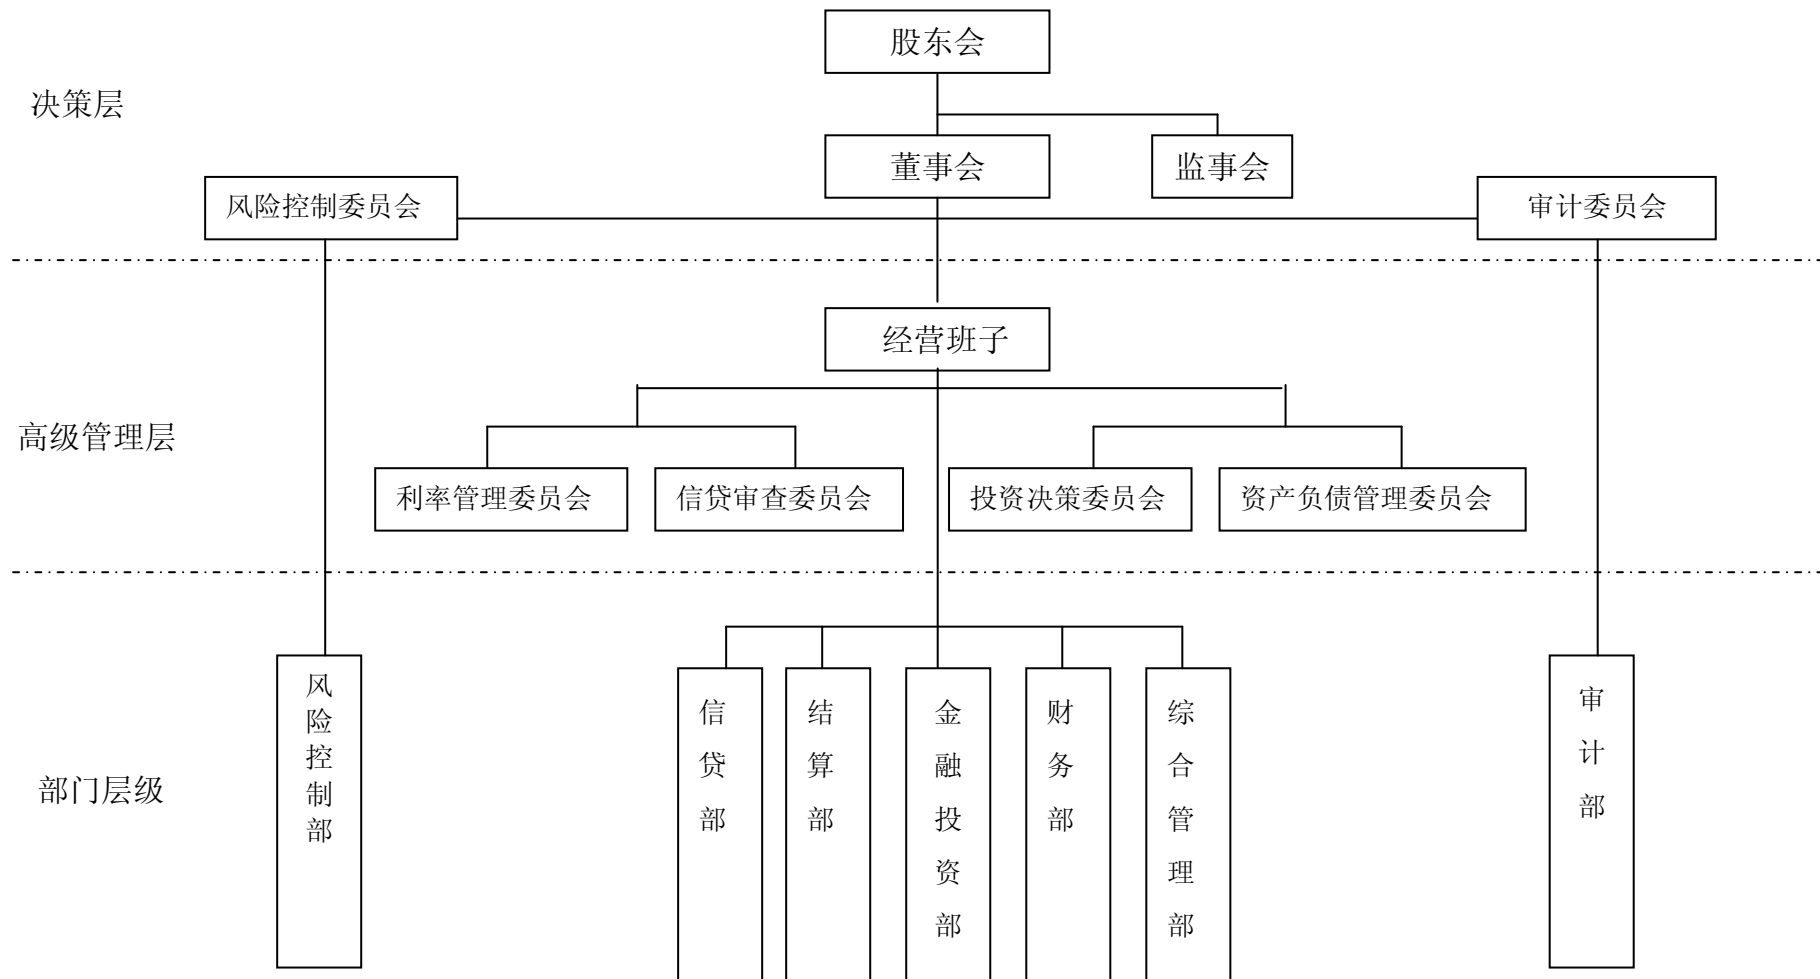 股东会
决策层
董事会
监事会
风险控制委员会
审计委员会
经营班子
高级管理层
利率管理委员会
信贷审查委员会
投资决策委员会
资产负债管理委员会
部门层级
风险控制部
信贷部
结算部
金融投资部
财务部
综合管理部
审计部